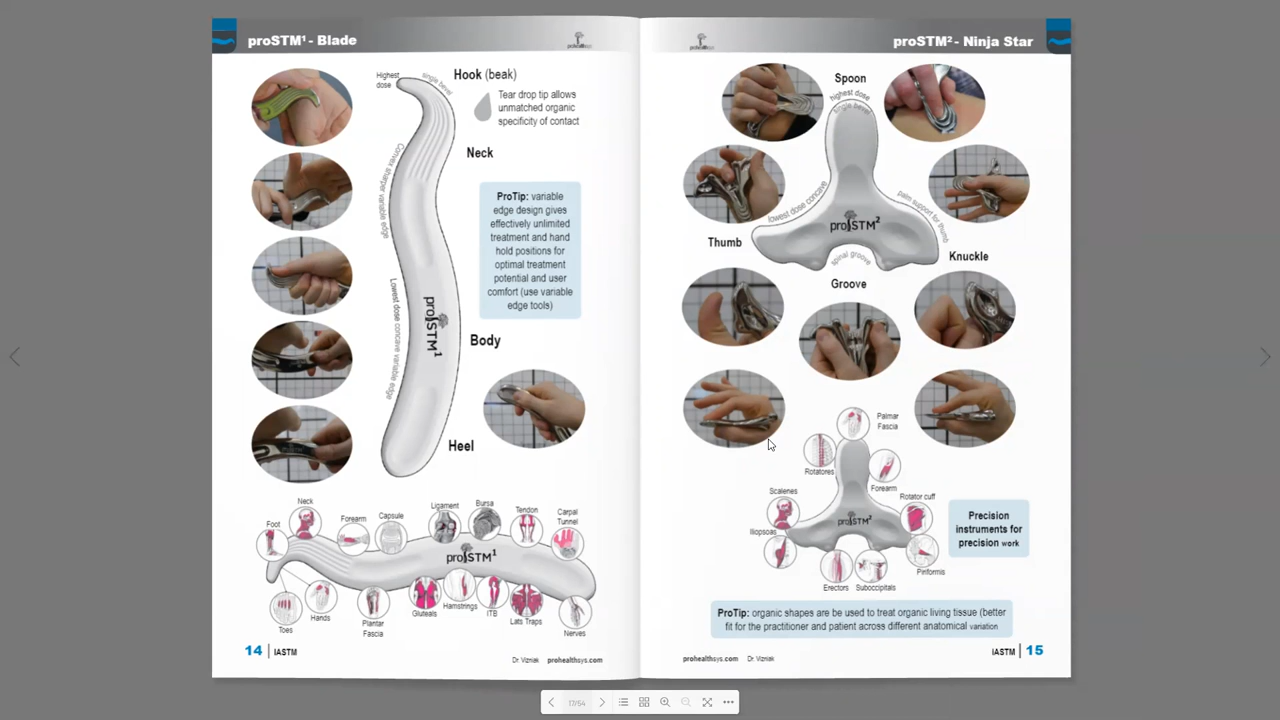 proSTM¹ - Blade
prohealthsys
Highest
dose
single bevel
Hook (beak)
Tear drop tip allows
unmatched organic
specificity of contact
Neck
Convex sharper variable edge
ProTip: variable
edge design gives
effectively unlimited
treatment and hand
hold positions for
optimal treatment
potential and user
comfort (use variable
edge tools)
Lowest dose concave variable edge
proSTM¹
Body
Heel
Neck
Foot
Forearm
Capsule
Ligament
Bursa
Tendon
Carpal
Tunnel
proSTM¹
Toes
Hands
Plantar
Fascia
Gluteals
Hamstrings
ITB
Lats Traps
Nerves
14 | IASTM
Dr. Vizniak prohealthsys.com
prohealthsys
proSTM² - Ninja Star
Spoon
highest dose
single bevel
lowest dose concave
palm support for thumb
proSTM²
Thumb
spinal groove
Knuckle
Groove
Palmar
Fascia
Rotatores
Forearm
Scalenes
Rotator cuff
proSTM²
Iliopsoas
Piriformis
Erectors
Suboccipitals
Precision
instruments for
precision work
ProTip: organic shapes are be used to treat organic living tissue (better
fit for the practitioner and patient across different anatomical variation
prohealthsys.com Dr. Vizniak
IASTM | 15
17/54